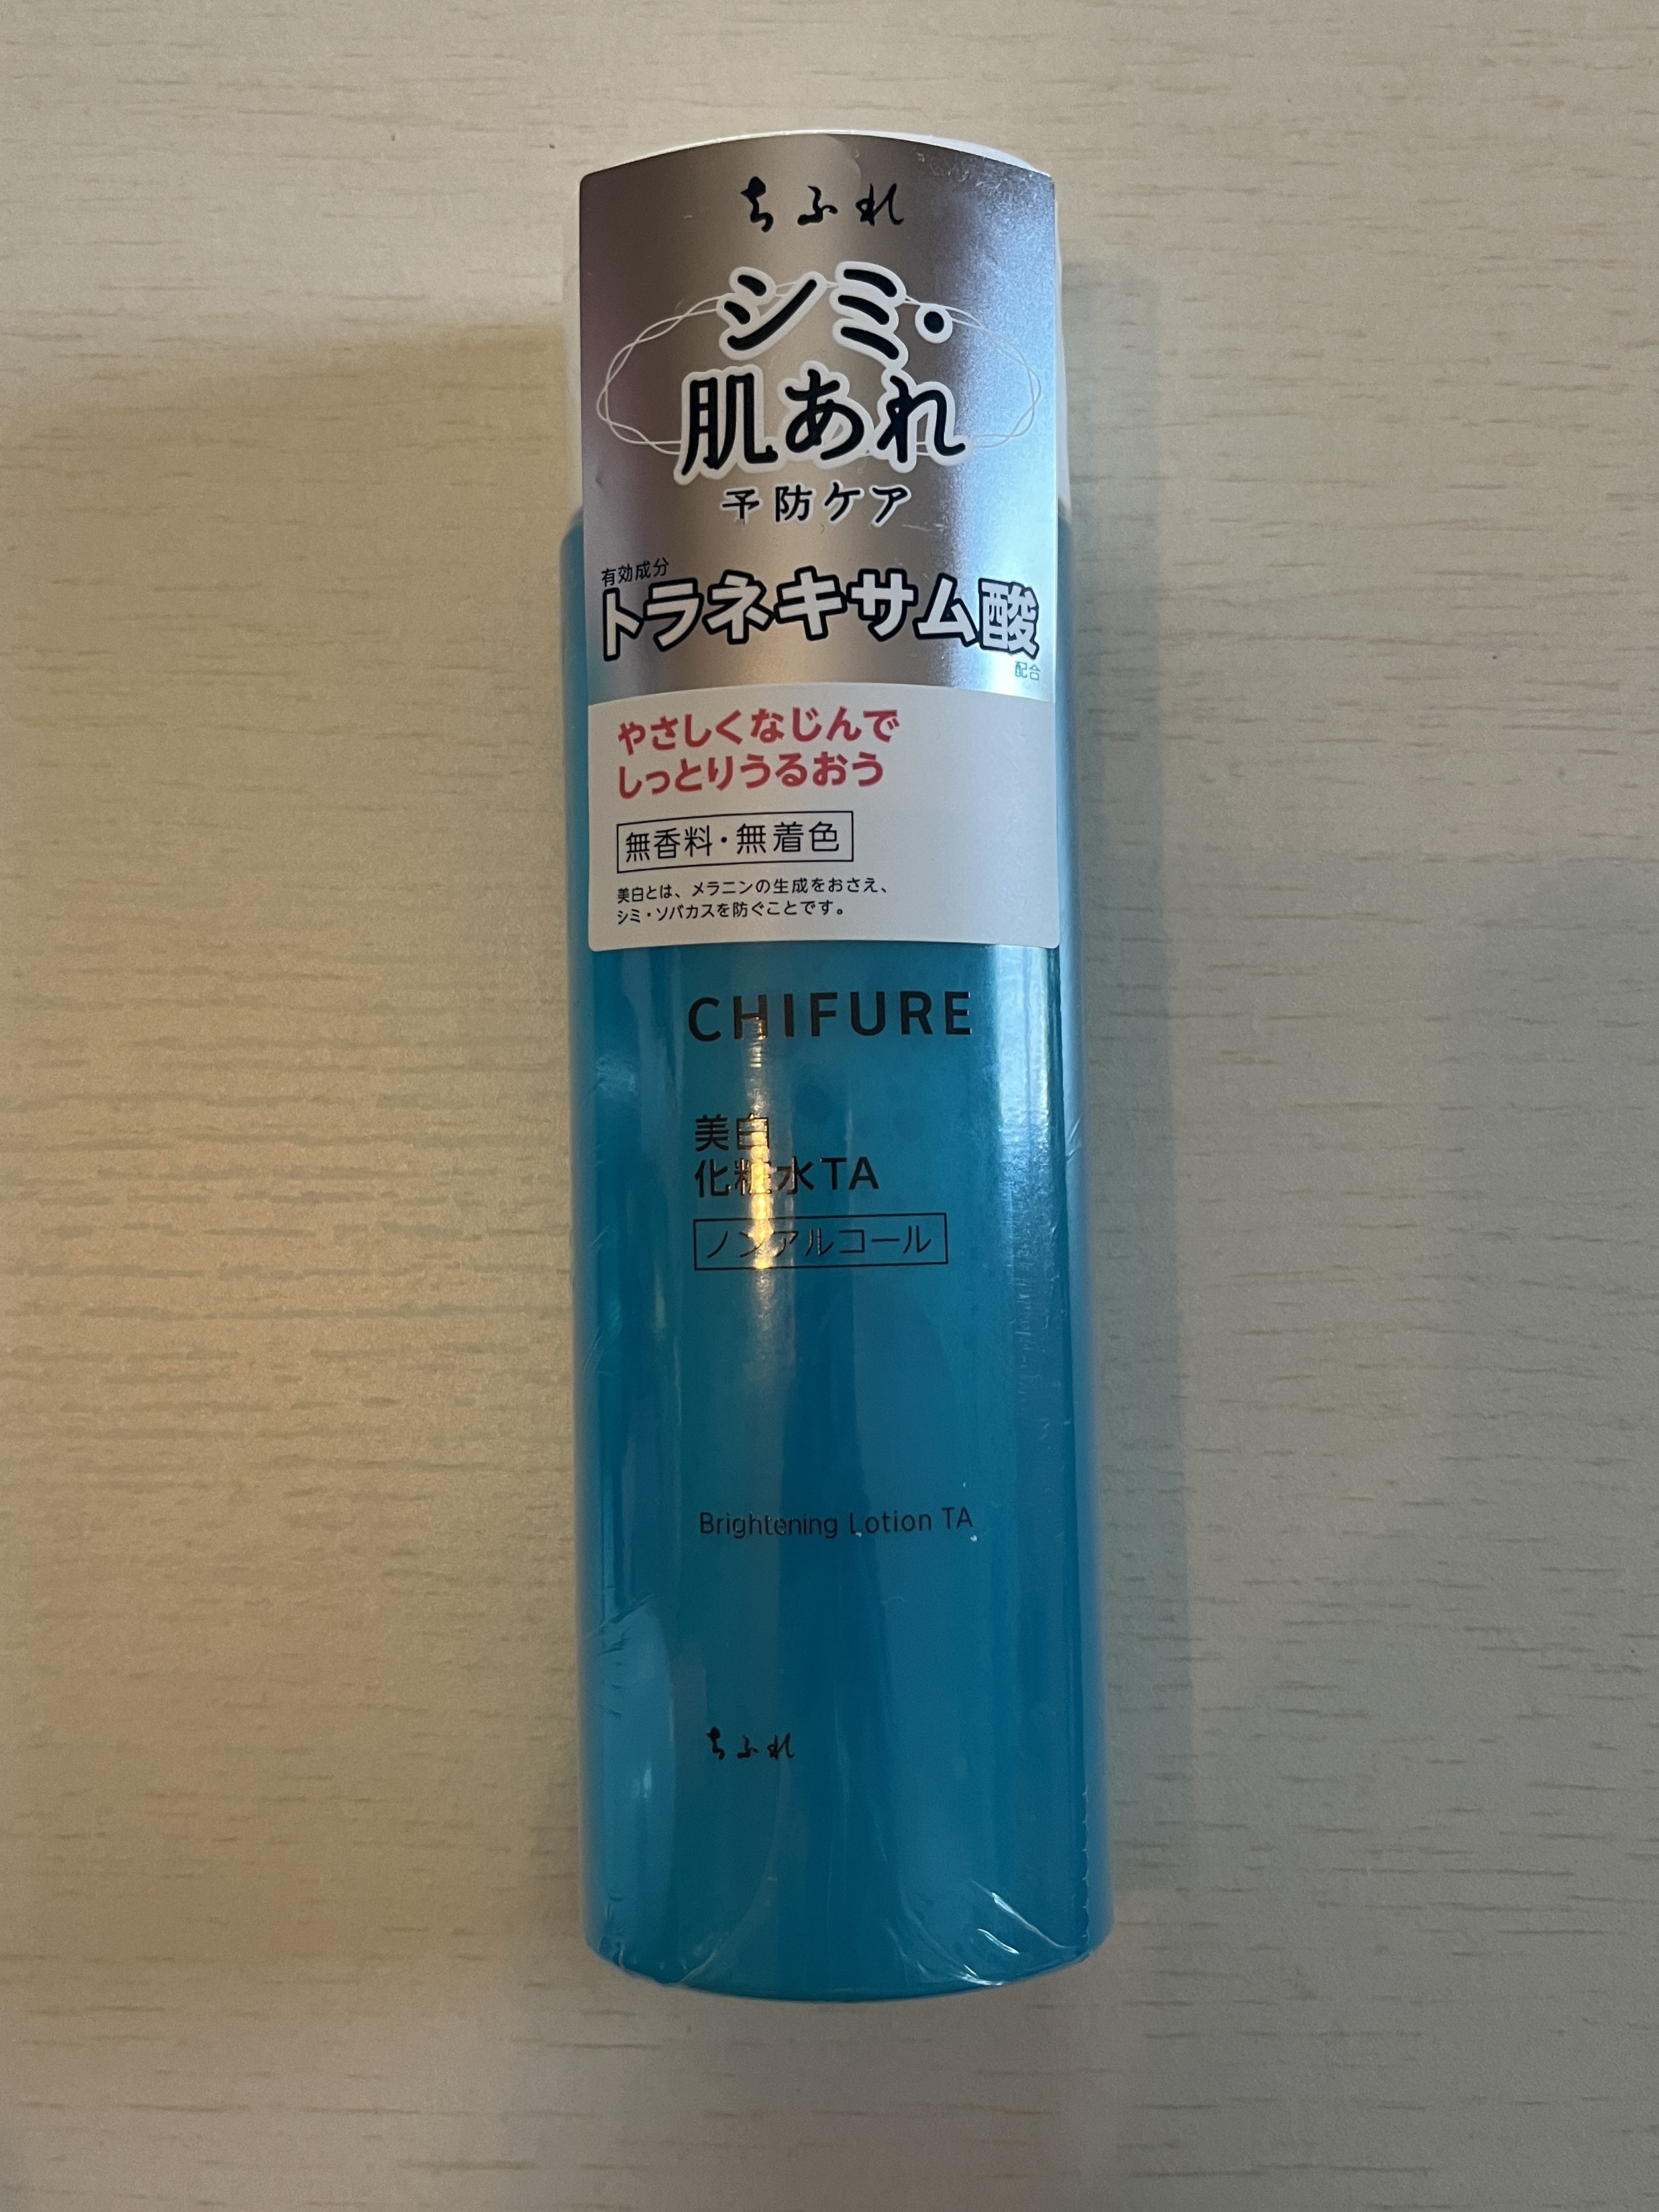 ちふれ
シミ・
肌あれ
予防ケア
有効成分
トラネキサム酸
配合
やさしくなじんで
しっとりうるおう
無香料・無着色
美白とは、メラニンの生成をおさえ、
シミ・ソバカスを防ぐことです。
CHIFURE
美白
化粧水TA
ノンアルコール
Brightening Lotion TA
ちふれ